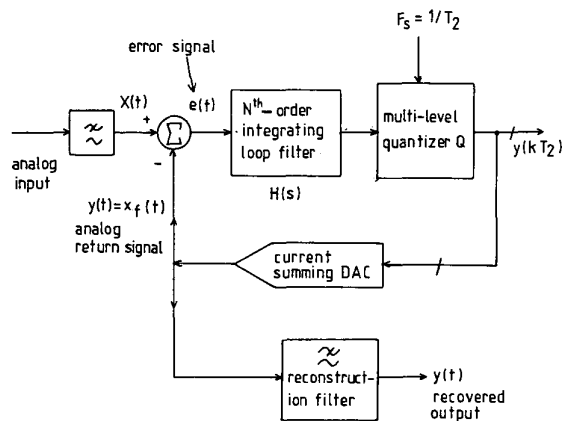 F_s = 1/T_2
error signal
X(t)
+
e(t)
Σ
−
N^th – order
integrating
loop filter
H(s)
multi-level
quantizer Q
y(kT_2)
analog
input
y(t)=x_f(t)
analog
return signal
current
summing DAC
reconstruct-
ion filter
y(t)
recovered
output